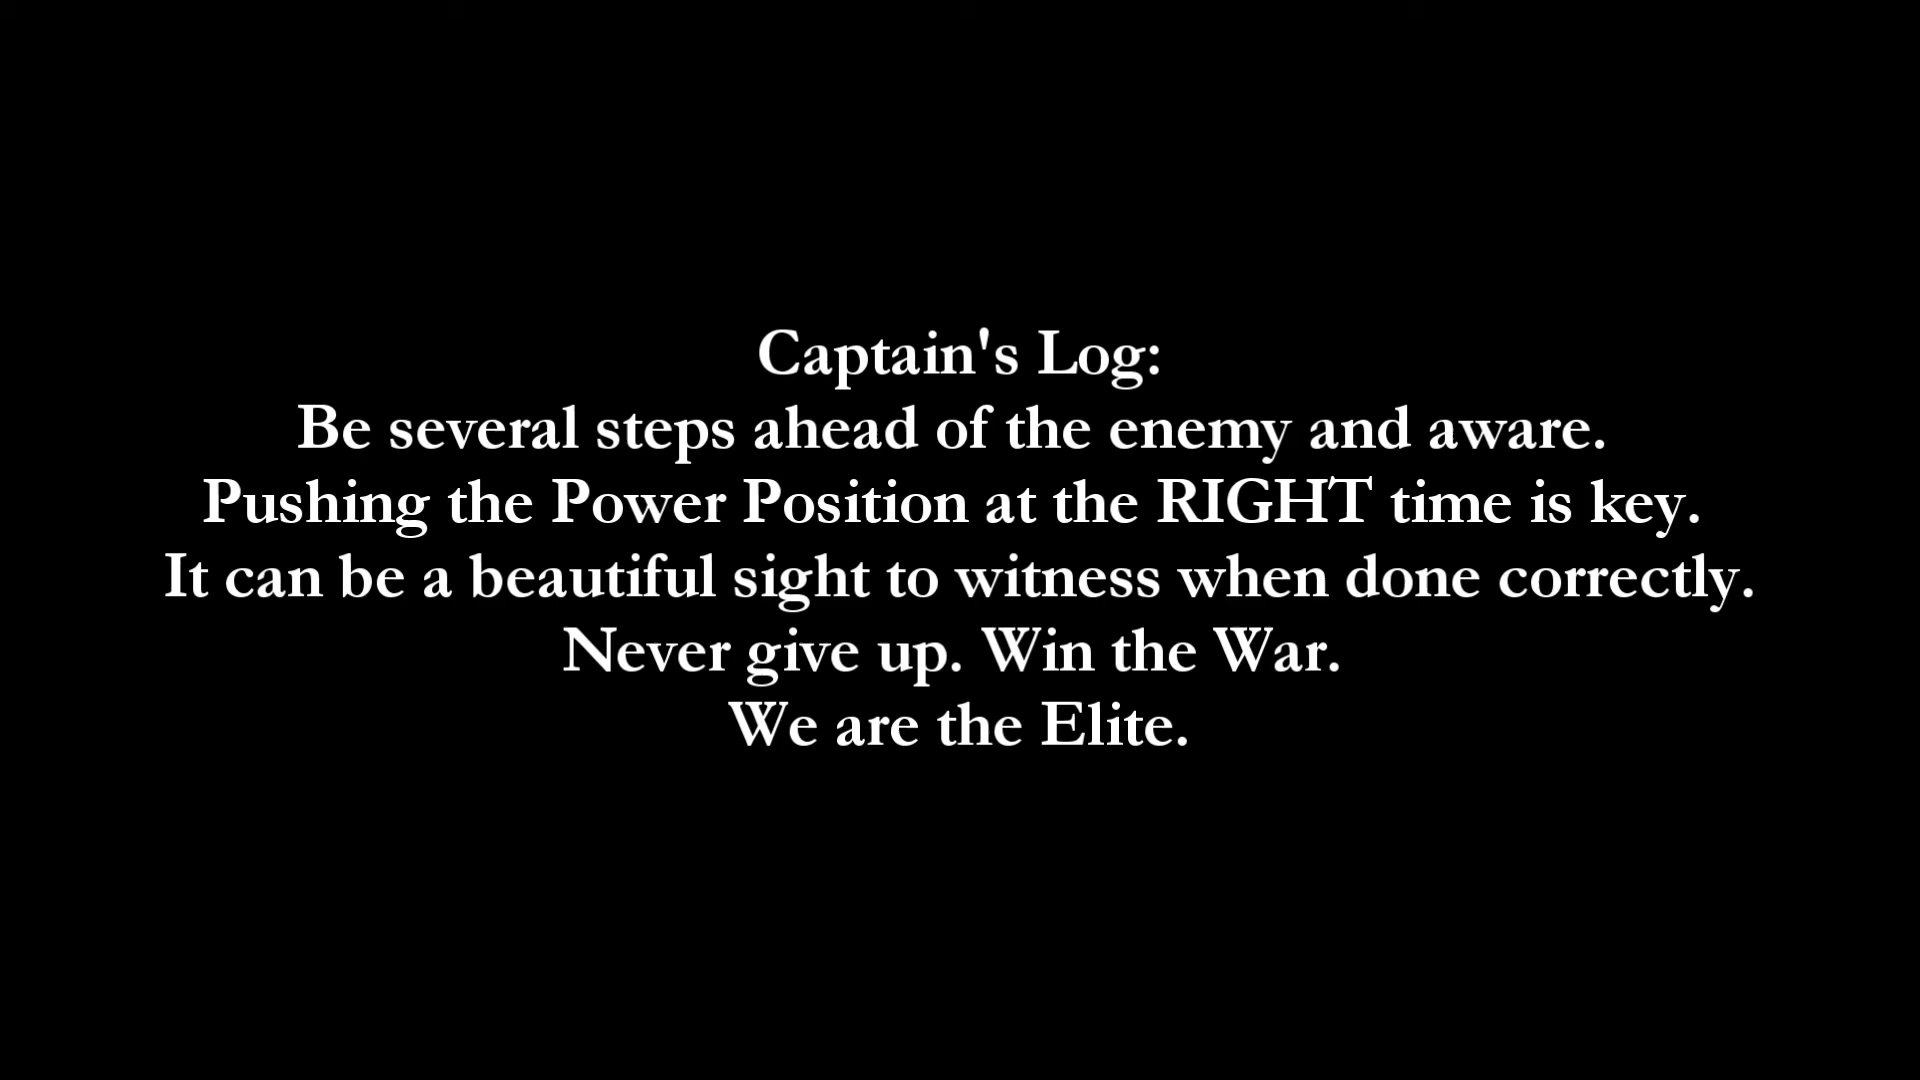 Captain's Log:
Be several steps ahead of the enemy and aware.
Pushing the Power Position at the RIGHT time is key.
It can be a beautiful sight to witness when done correctly.
Never give up. Win the War.
We are the Elite.